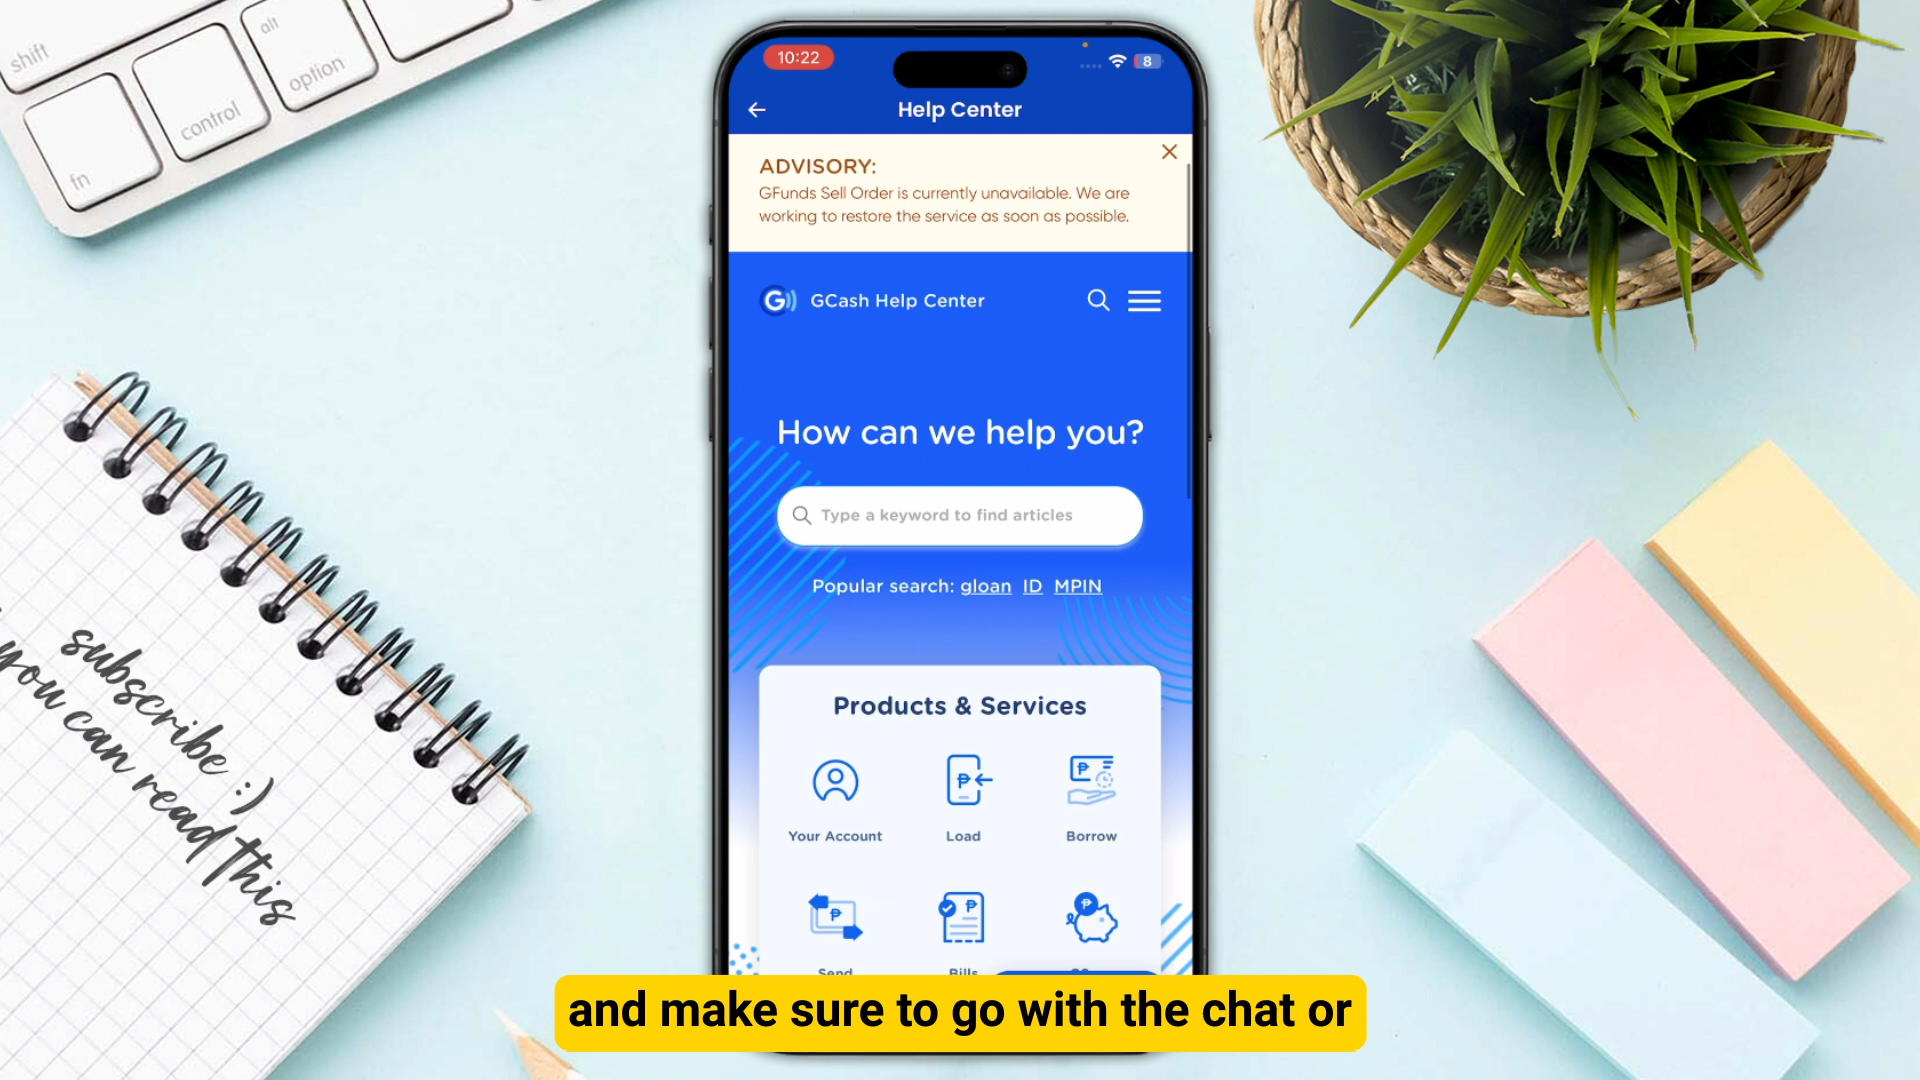 shift
alt
option
control
fn
10:22
8
Help Center
ADVISORY:
GFunds Sell Order is currently unavailable. We are
working to restore the service as soon as possible.
G
GCash Help Center
How can we help you?
Type a keyword to find articles
Popular search: gloan ID MPIN
Products & Services
Your Account
Load
Borrow
Send
Bills
subscribe :)
you can read this
and make sure to go with the chat or